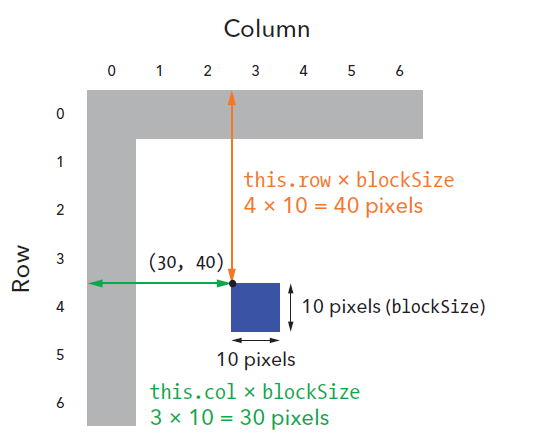 Column
0 1 2 3 4 5 6
0
1
this.row × blockSize
2
4 × 10 = 40 pixels
Row
3
(30, 40)
4
10 pixels (blockSize)
5
10 pixels
this.col × blockSize
6
3 × 10 = 30 pixels